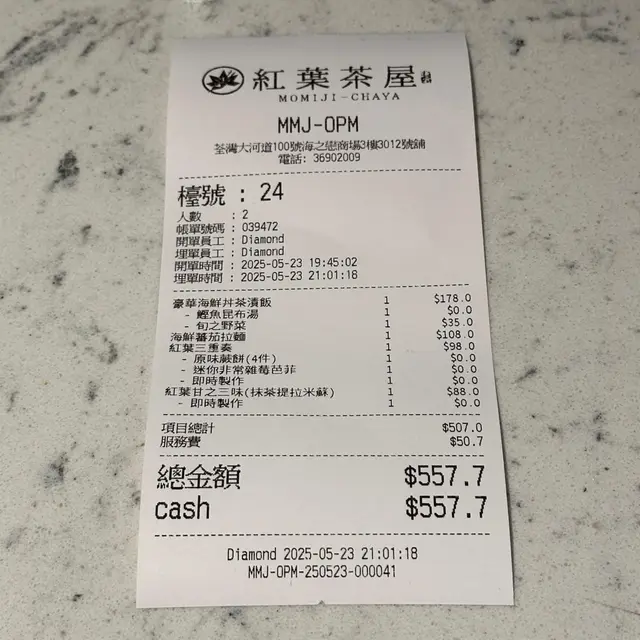 紅葉茶屋
MOMIJI-CHAYA
MMJ-OPM
荃灣大河道100號海之戀商場3樓3012號舖
電話: 36902009
檯號 : 24
人數 : 2
帳單號碼 : 039472
開單員工 : Diamond
埋單員工 : Diamond
開單時間 : 2025-05-23 19:45:02
埋單時間 : 2025-05-23 21:01:18
豪華海鮮丼茶漬飯 1 $178.0
- 鰹魚昆布湯 1 $0.0
- 旬之野菜 1 $35.0
海鮮蕃茄拉麵 1 $108.0
紅葉三重奏 1 $98.0
- 原味蕨餅(4件) 1 $0.0
- 迷你非常雜莓芭菲 1 $0.0
- 即時製作 1 $0.0
紅葉甘之三味(抹茶提拉米蘇) 1 $88.0
- 即時製作 1 $0.0
項目總計 $507.0
服務費 $50.7
總金額 $557.7
cash $557.7
Diamond 2025-05-23 21:01:18
MMJ-OPM-250523-000041